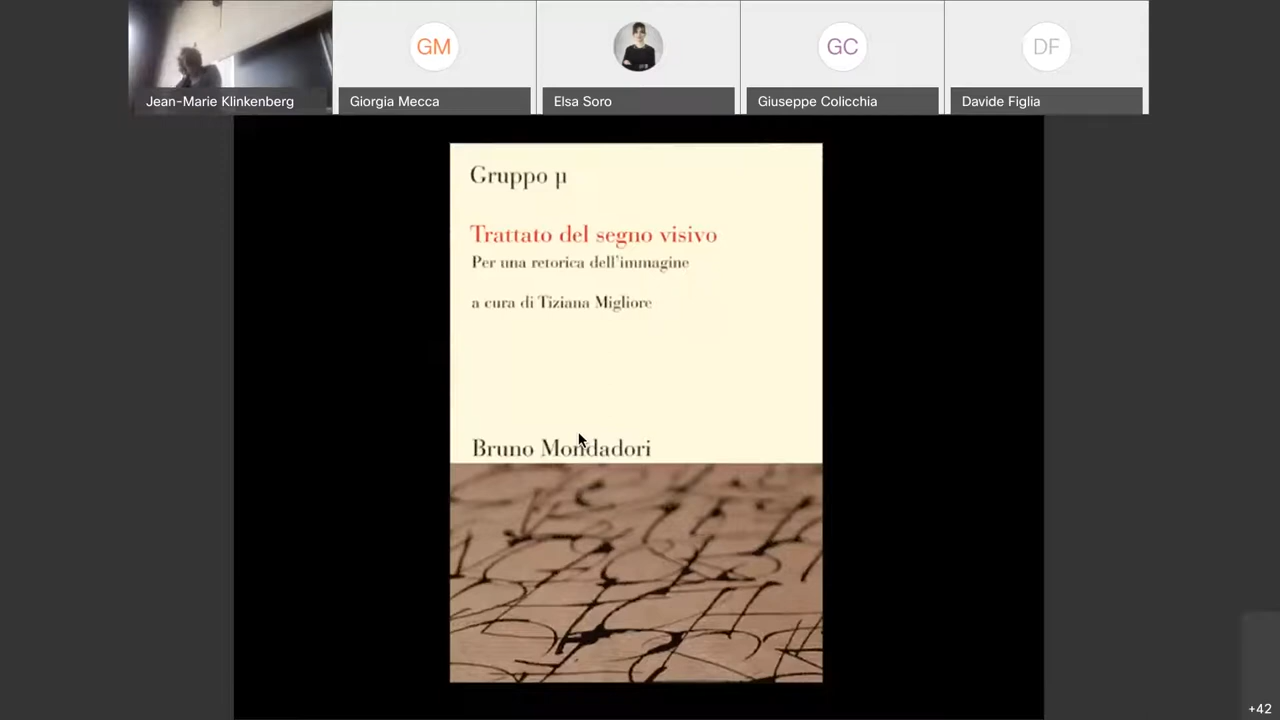 GM
GC
DF
Jean-Marie Klinkenberg
Giorgia Mecca
Elsa Soro
Giuseppe Colicchia
Davide Figlia
Gruppo μ
Trattato del segno visivo
Per una retorica dell'immagine
a cura di Tiziana Migliore
Bruno Mondadori
+42